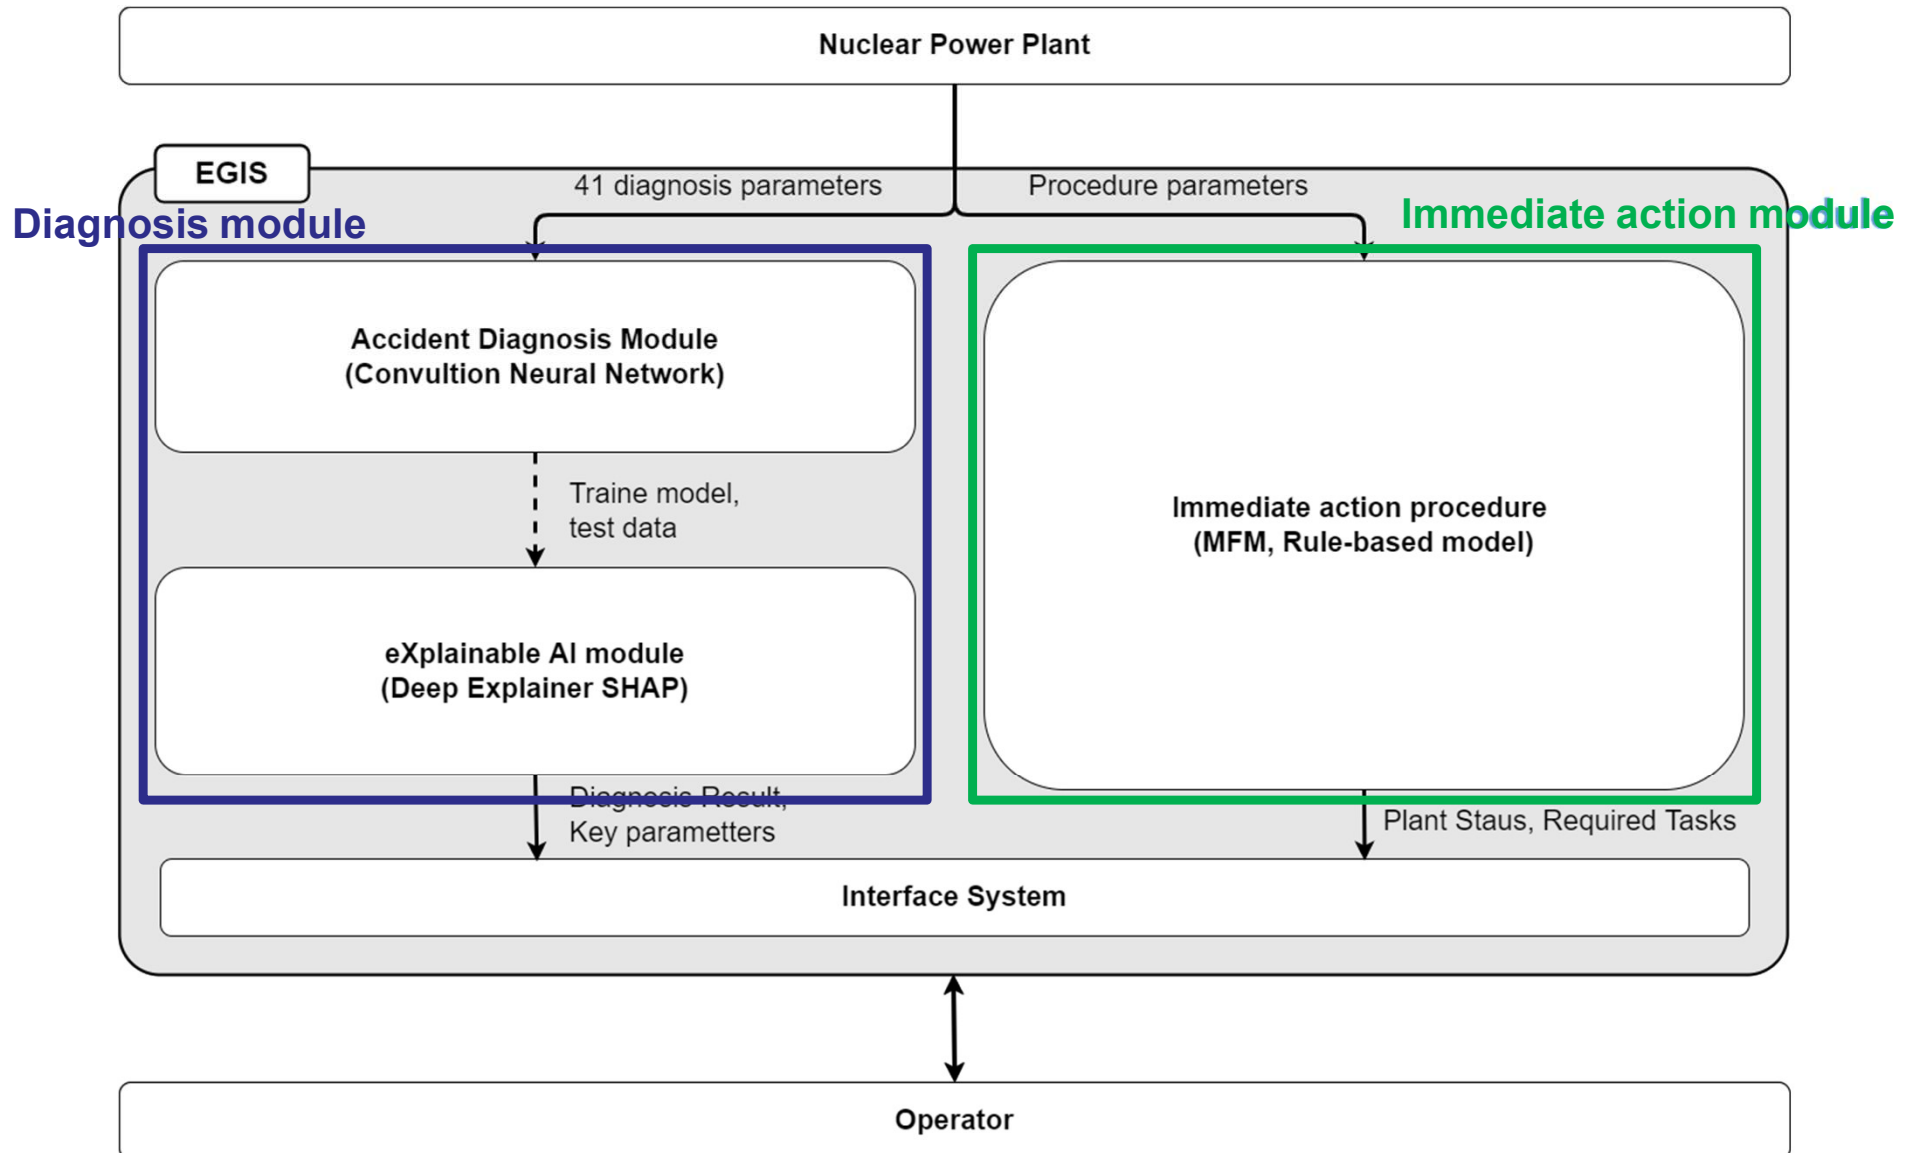 Nuclear Power Plant
EGIS
41 diagnosis parameters
Procedure parameters
Diagnosis module
Immediate action module
Accident Diagnosis Module
(Convultion Neural Network)
Traine model,
test data
eXplainable AI module
(Deep Explainer SHAP)
Immediate action procedure
(MFM, Rule-based model)
Diagnosis Result,
Key parametters
Plant Staus, Required Tasks
Interface System
Operator